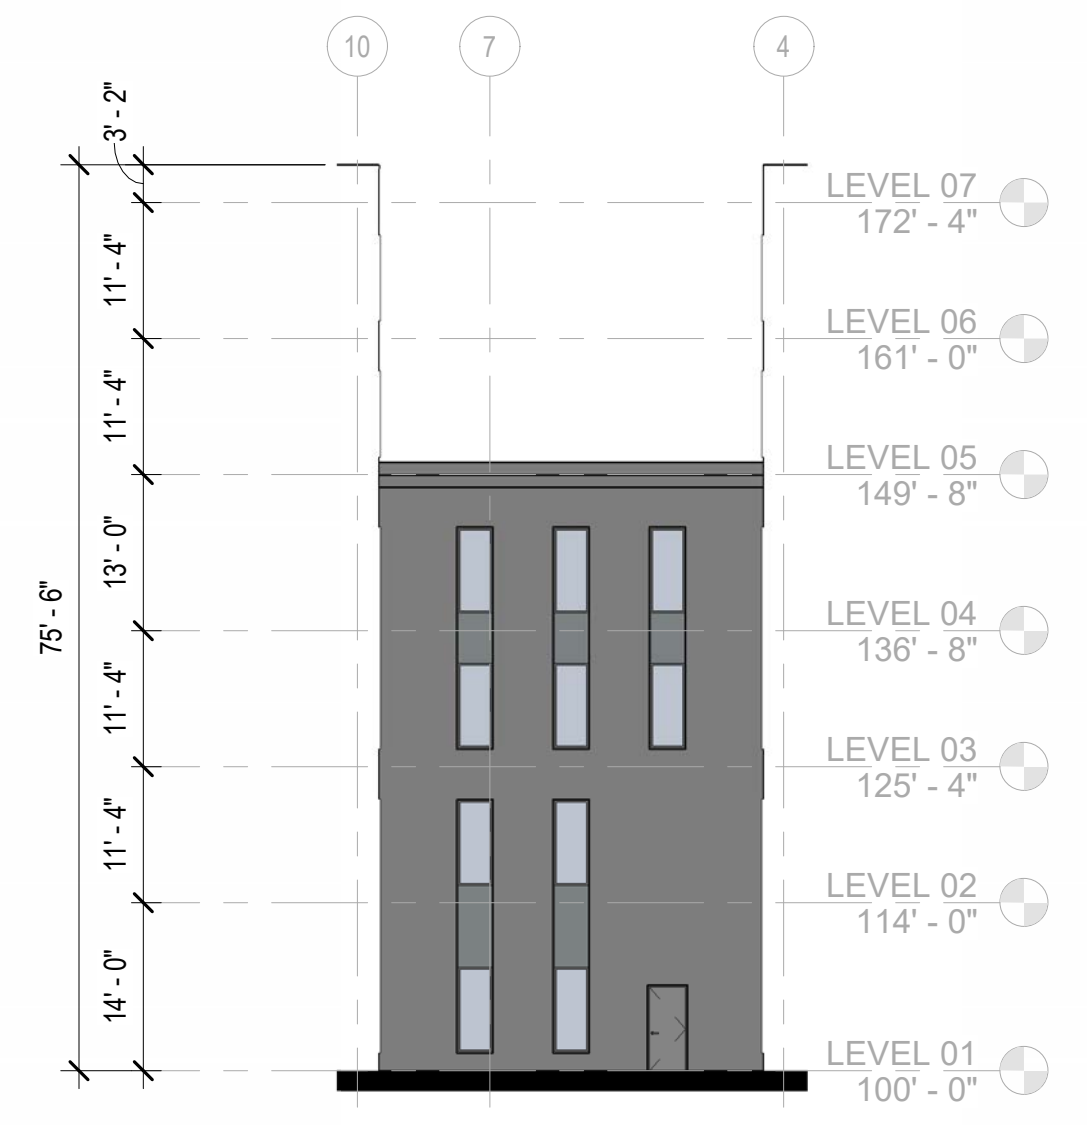 10
7
4
3' - 2"
LEVEL 07
172' - 4"
11' - 4"
LEVEL 06
161' - 0"
11' - 4"
LEVEL 05
149' - 8"
13' - 0"
75' - 6"
LEVEL 04
136' - 8"
11' - 4"
LEVEL 03
125' - 4"
11' - 4"
LEVEL 02
114' - 0"
14' - 0"
LEVEL 01
100' - 0"